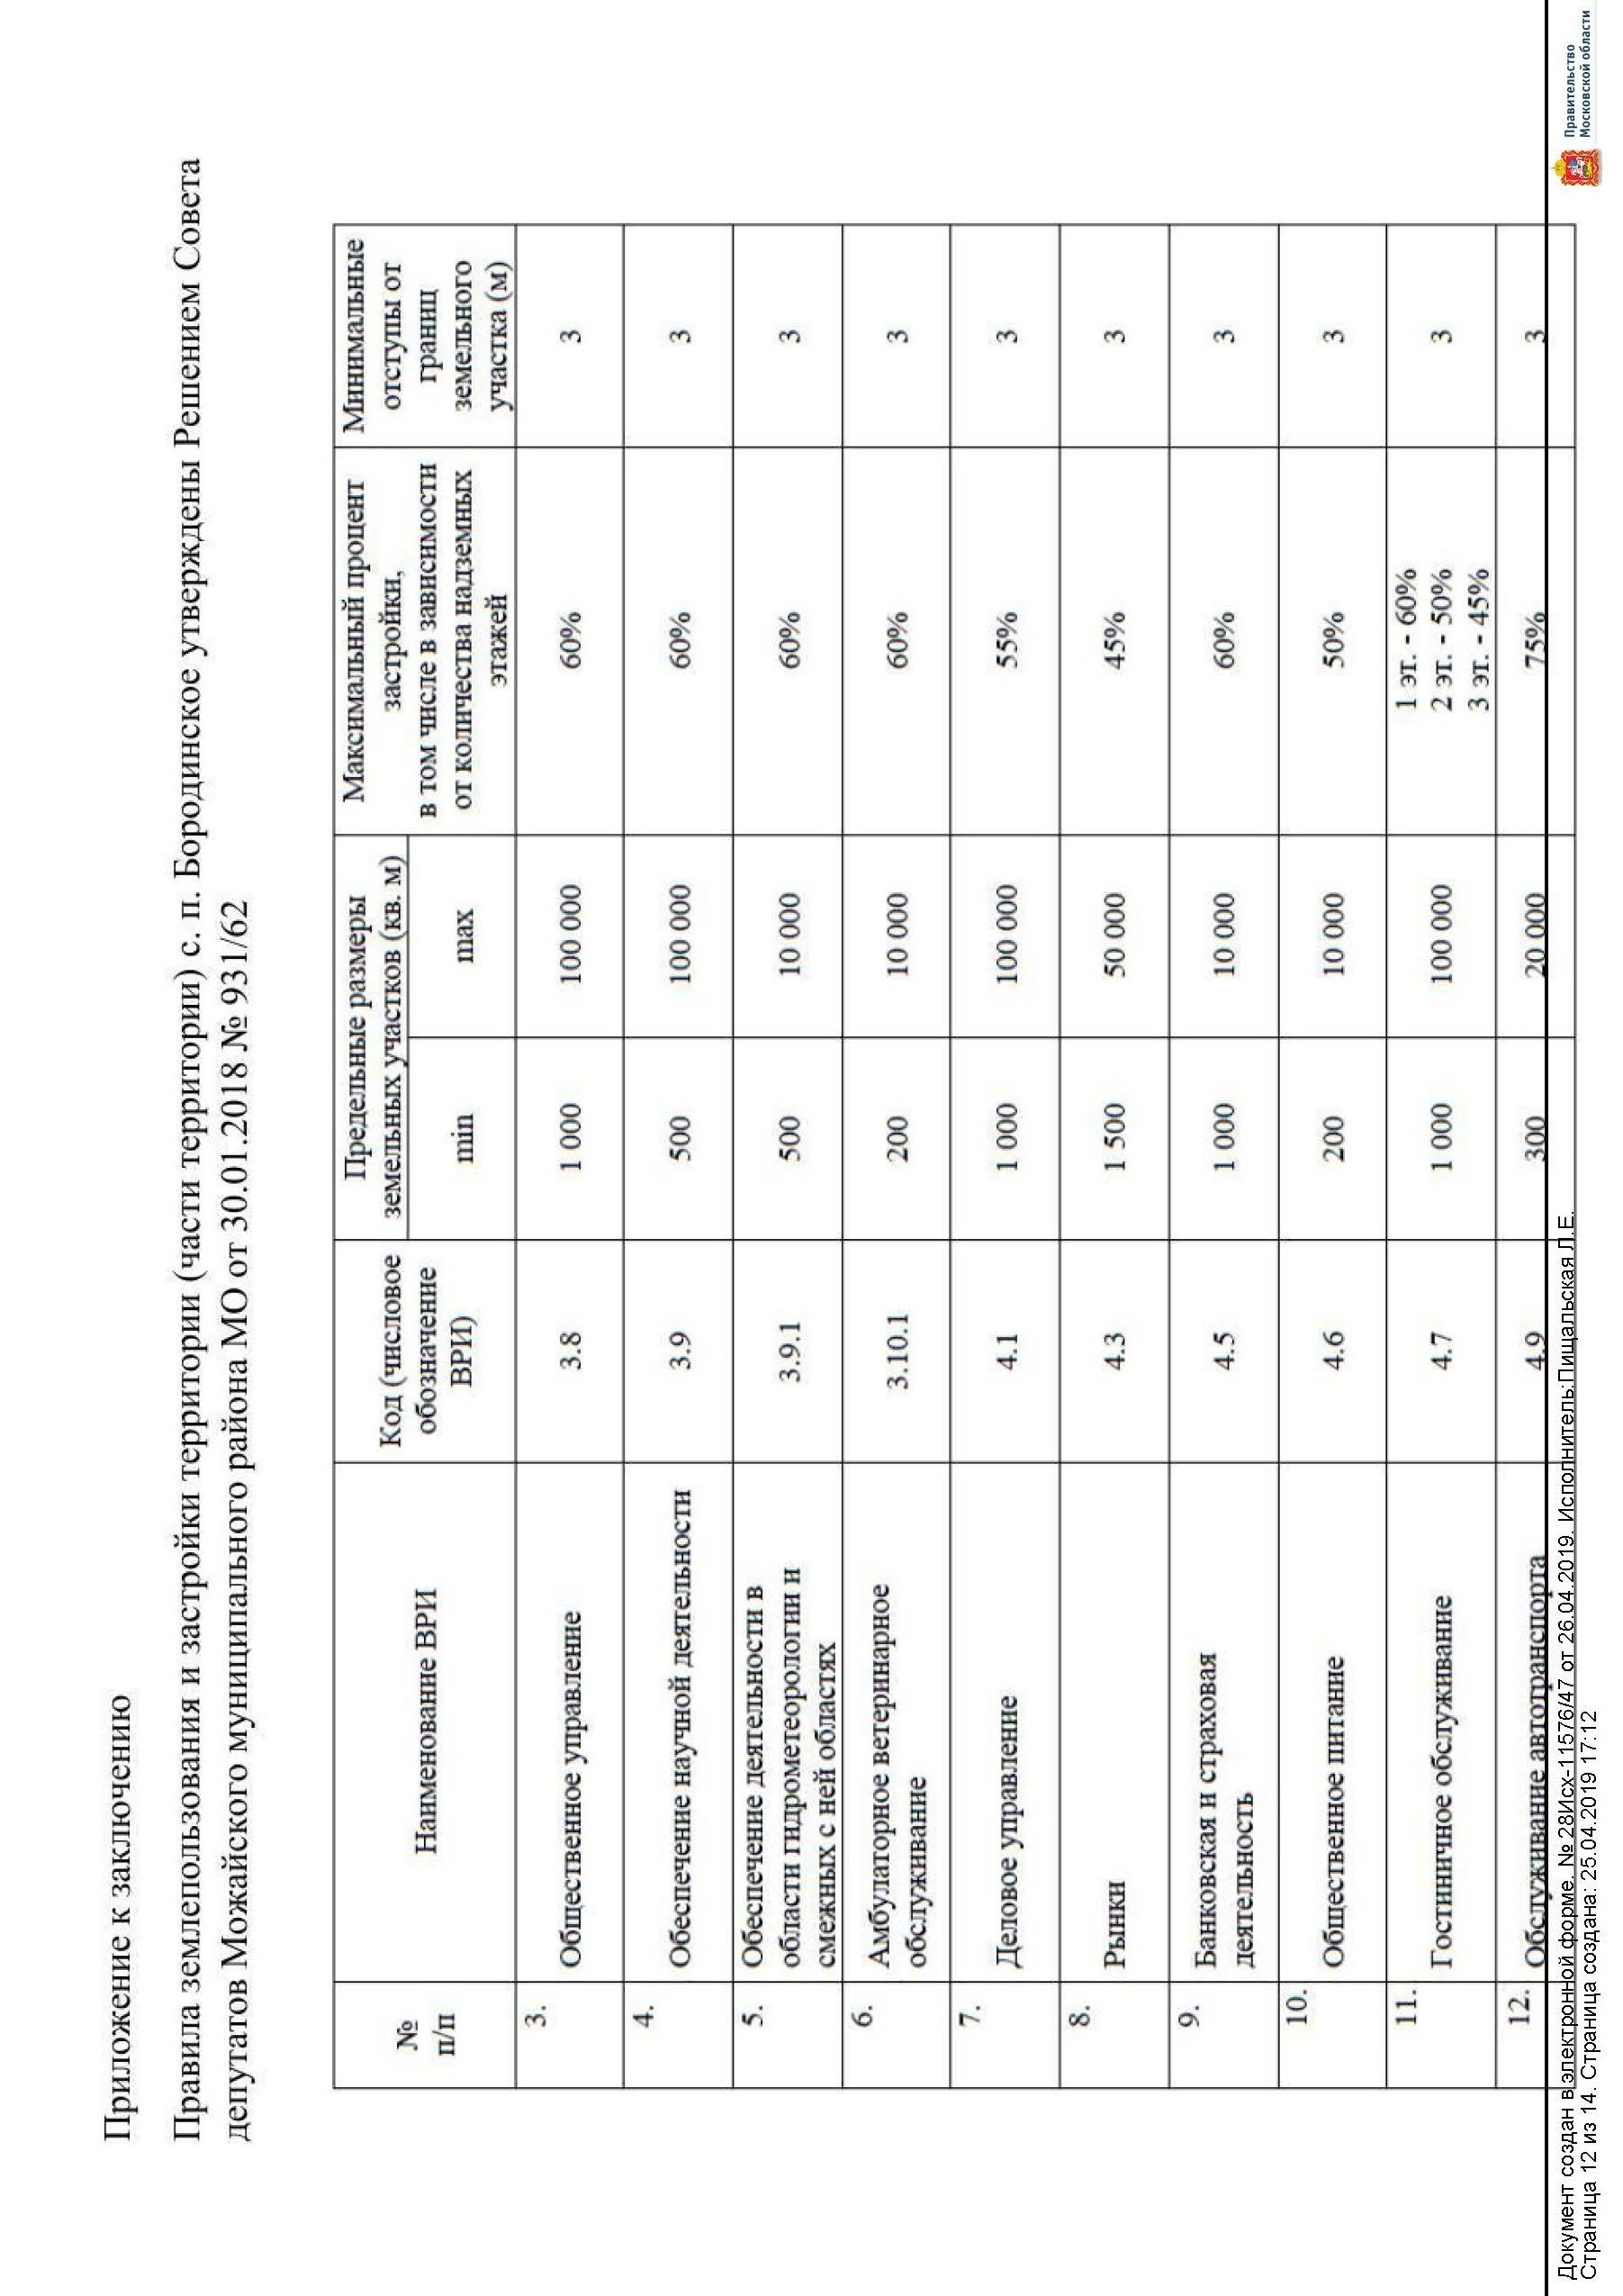 Приложение к заключению
Правила землепользования и застройки территории (части территории) с. п. Бородинское утверждены Решением Совета
депутатов Можайского муниципального района МО от 30.01.2018 № 931/62
№
п/п
Наименование ВРИ
Код (числовое
обозначение
ВРИ)
Предельные размеры
земельных участков (кв. м)
min
max
Максимальный процент
застройки,
в том числе в зависимости
от количества надземных
этажей
Минимальные
отступы от
границ
земельного
участка (м)
3. Общественное управление 3.8 1 000 100 000 60% 3
4. Обеспечение научной деятельности 3.9 500 100 000 60% 3
5. Обеспечение деятельности в
области гидрометеорологии и
смежных с ней областях
3.9.1 500 10 000 60% 3
6. Амбулаторное ветеринарное
обслуживание
3.10.1 200 10 000 60% 3
7. Деловое управление 4.1 1 000 100 000 55% 3
8. Рынки 4.3 1 500 50 000 45% 3
9. Банковская и страховая
деятельность
4.5 1 000 10 000 60% 3
10. Общественное питание 4.6 200 10 000 50% 3
11. Гостиничное обслуживание 4.7 1 000 100 000
1 эт. - 60%
2 эт. - 50%
3 эт. - 45%
3
12. Обслуживание автотранспорта 4.9 300 20 000 75% 3
Документ создан в электронной форме. № 28Исх-11576/47 от 26.04.2019. Исполнитель:Пищальская Л.Е.
Страница 12 из 14. Страница создана: 25.04.2019 17:12
Правительство
Московской области